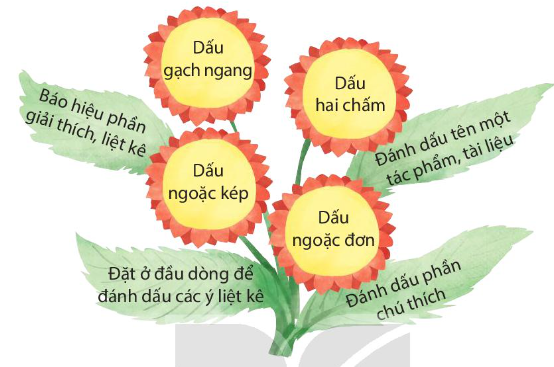 Dấu
gạch ngang
Dấu
hai chấm
Báo hiệu phần
giải thích, liệt kê
Đánh dấu tên một
tác phẩm, tài liệu
Dấu
ngoặc kép
Dấu
ngoặc đơn
Đặt ở đầu dòng để
đánh dấu các ý liệt kê
Đánh dấu phần
chú thích